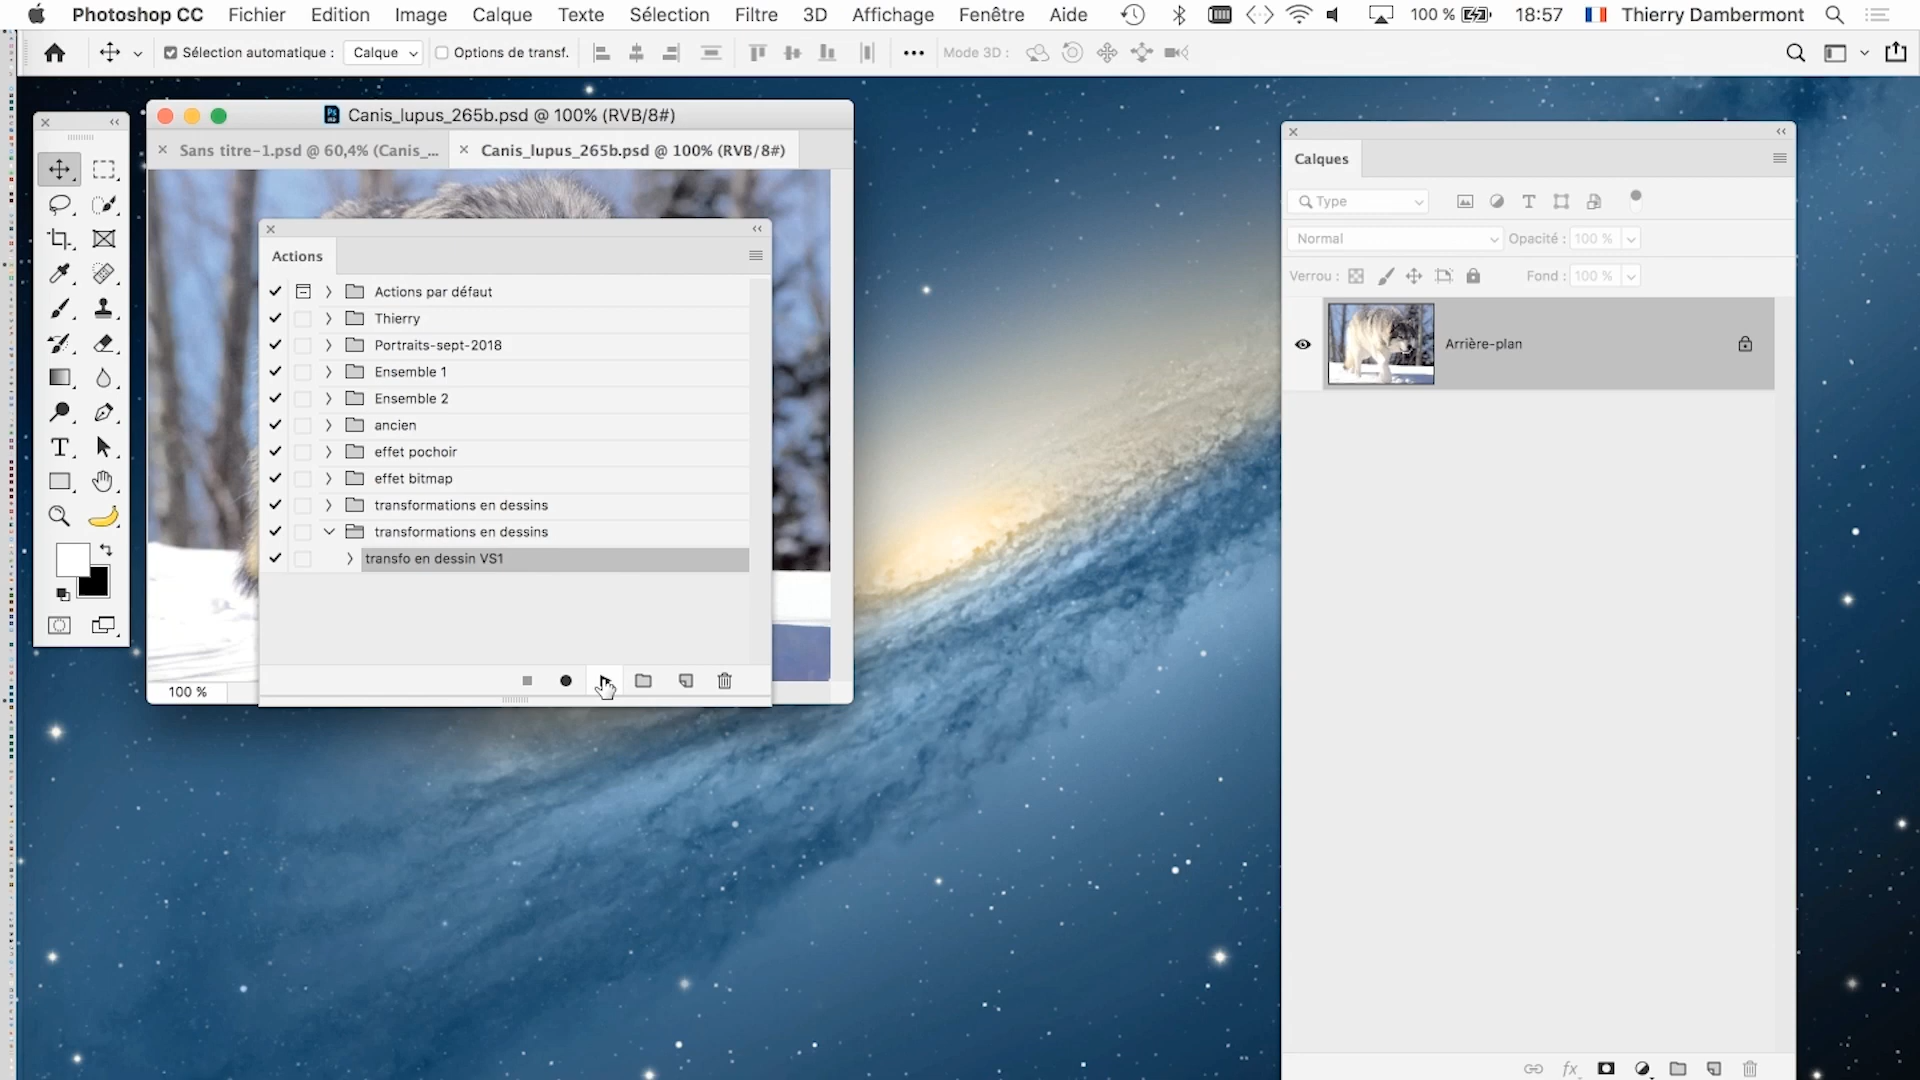 Photoshop CC Fichier Edition Image Calque Texte Sélection Filtre 3D Affichage Fenêtre Aide 100 % 18:57 Thierry Dambermont
Sélection automatique : Calque Options de transf. Mode 3D :
Canis_lupus_265b.psd @ 100% (RVB/8#)
Sans titre-1.psd @ 60,4% (Canis_... Canis_lupus_265b.psd @ 100% (RVB/8#)
Actions
Actions par défaut
Thierry
Portraits-sept-2018
Ensemble 1
Ensemble 2
ancien
effet pochoir
effet bitmap
transformations en dessins
transformations en dessins
transfo en dessin VS1
100 %
Calques
Type
Normal Opacité : 100 %
Verrou : Fond : 100 %
Arrière-plan
fx